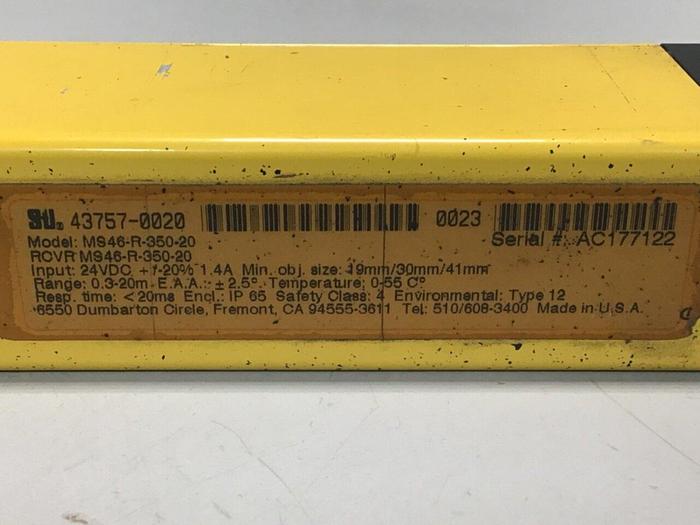 STI® 43757-0020 0023
Model: MS46-R-350-20 Serial #: AC177122
RCVR MS46-R-350-20
Input: 24VDC +/-20% 1.4A Min. obj. size: 19mm/30mm/41mm
Range: 0.3-20m E.A.A.: ± 2.5° Temperature: 0-55 C°
Resp. time: <20ms Encl.: IP 65 Safety Class: 4 Environmental: Type 12
6550 Dumbarton Circle, Fremont, CA 94555-3611 Tel: 510/608-3400 Made in U.S.A.